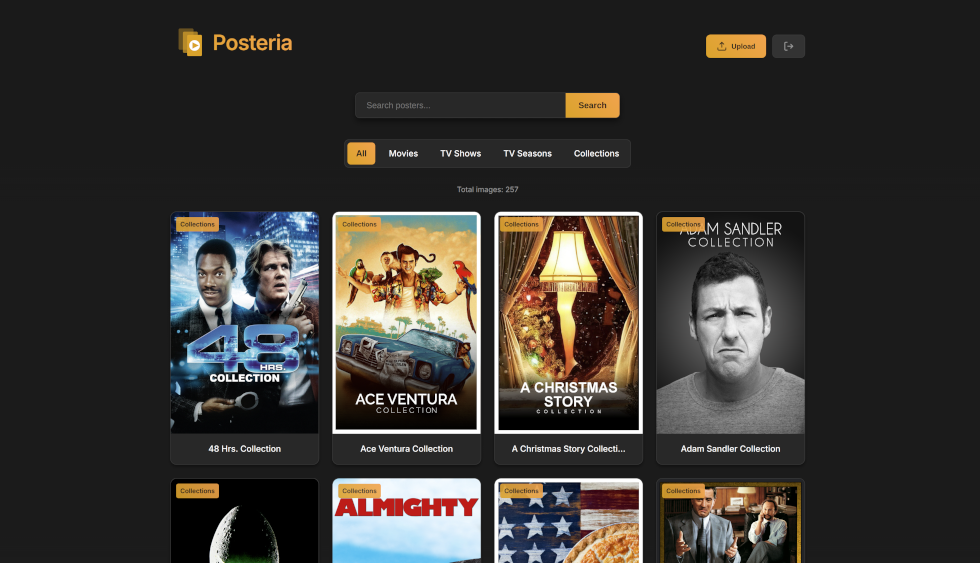 Posteria
Upload
Search posters...
Search
All
Movies
TV Shows
TV Seasons
Collections
Total images: 257
Collections
Collections
Collections
Collections
ADAM SANDLER
COLLECTION
48
HRS.
COLLECTION
ACE VENTURA
COLLECTION
A CHRISTMAS
STORY
COLLECTION
48 Hrs. Collection
Ace Ventura Collection
A Christmas Story Collecti...
Adam Sandler Collection
Collections
Collections
Collections
Collections
ALMIGHTY